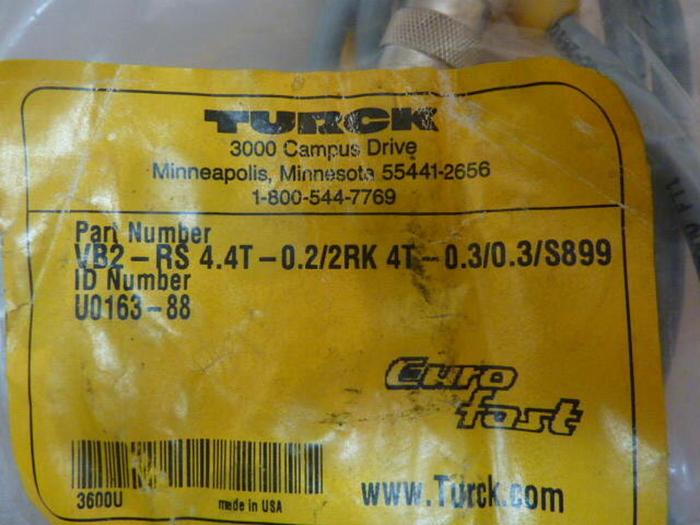 TURCK
3000 Campus Drive
Minneapolis, Minnesota 55441-2656
1-800-544-7769
Part Number
VB2-RS 4.4T-0.2/2RK 4T-0.3/0.3/S899
ID Number
U0163-88
Euro
fast
3600U
made in USA
www.Turck.com